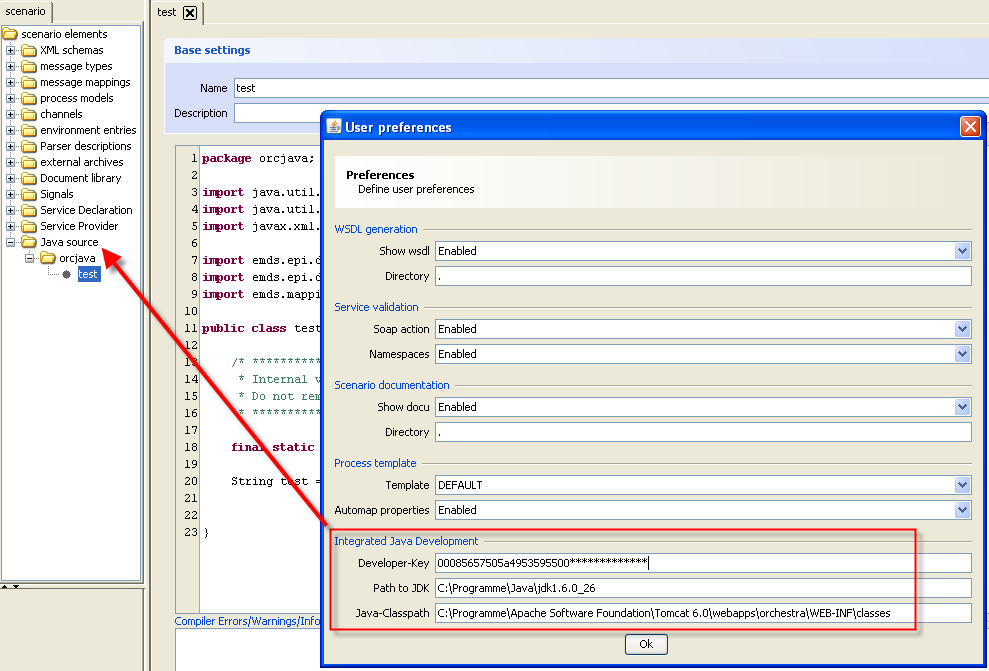 scenario
scenario elements
XML schemas
message types
message mappings
process models
channels
environment entries
Parser descriptions
external archives
Document library
Signals
Service Declaration
Service Provider
Java source
orcjava
test
test
Base settings
Name test
Description
1 package orcjava;
2
3 import java.util.
4 import java.util.
5 import javax.xml.
6
7 import emds.epi.d
8 import emds.epi.d
9 import emds.mappi
10
11 public class test
12
13 /* ***********
14 * Internal v
15 * Do not rem
16 * ***********
17
18 final static
19
20 String test =
21
22
23 }
Compiler Errors/Warnings/Info
User preferences
Preferences
Define user preferences
WSDL generation
Show wsdl Enabled
Directory .
Service validation
Soap action Enabled
Namespaces Enabled
Scenario documentation
Show docu Enabled
Directory .
Process template
Template DEFAULT
Automap properties Enabled
Integrated Java Development
Developer-Key 00085657505a4953595500*************
Path to JDK C:\Programme\Java\jdk1.6.0_26
Java-Classpath C:\Programme\Apache Software Foundation\Tomcat 6.0\webapps\orchestra\WEB-INF\classes
Ok